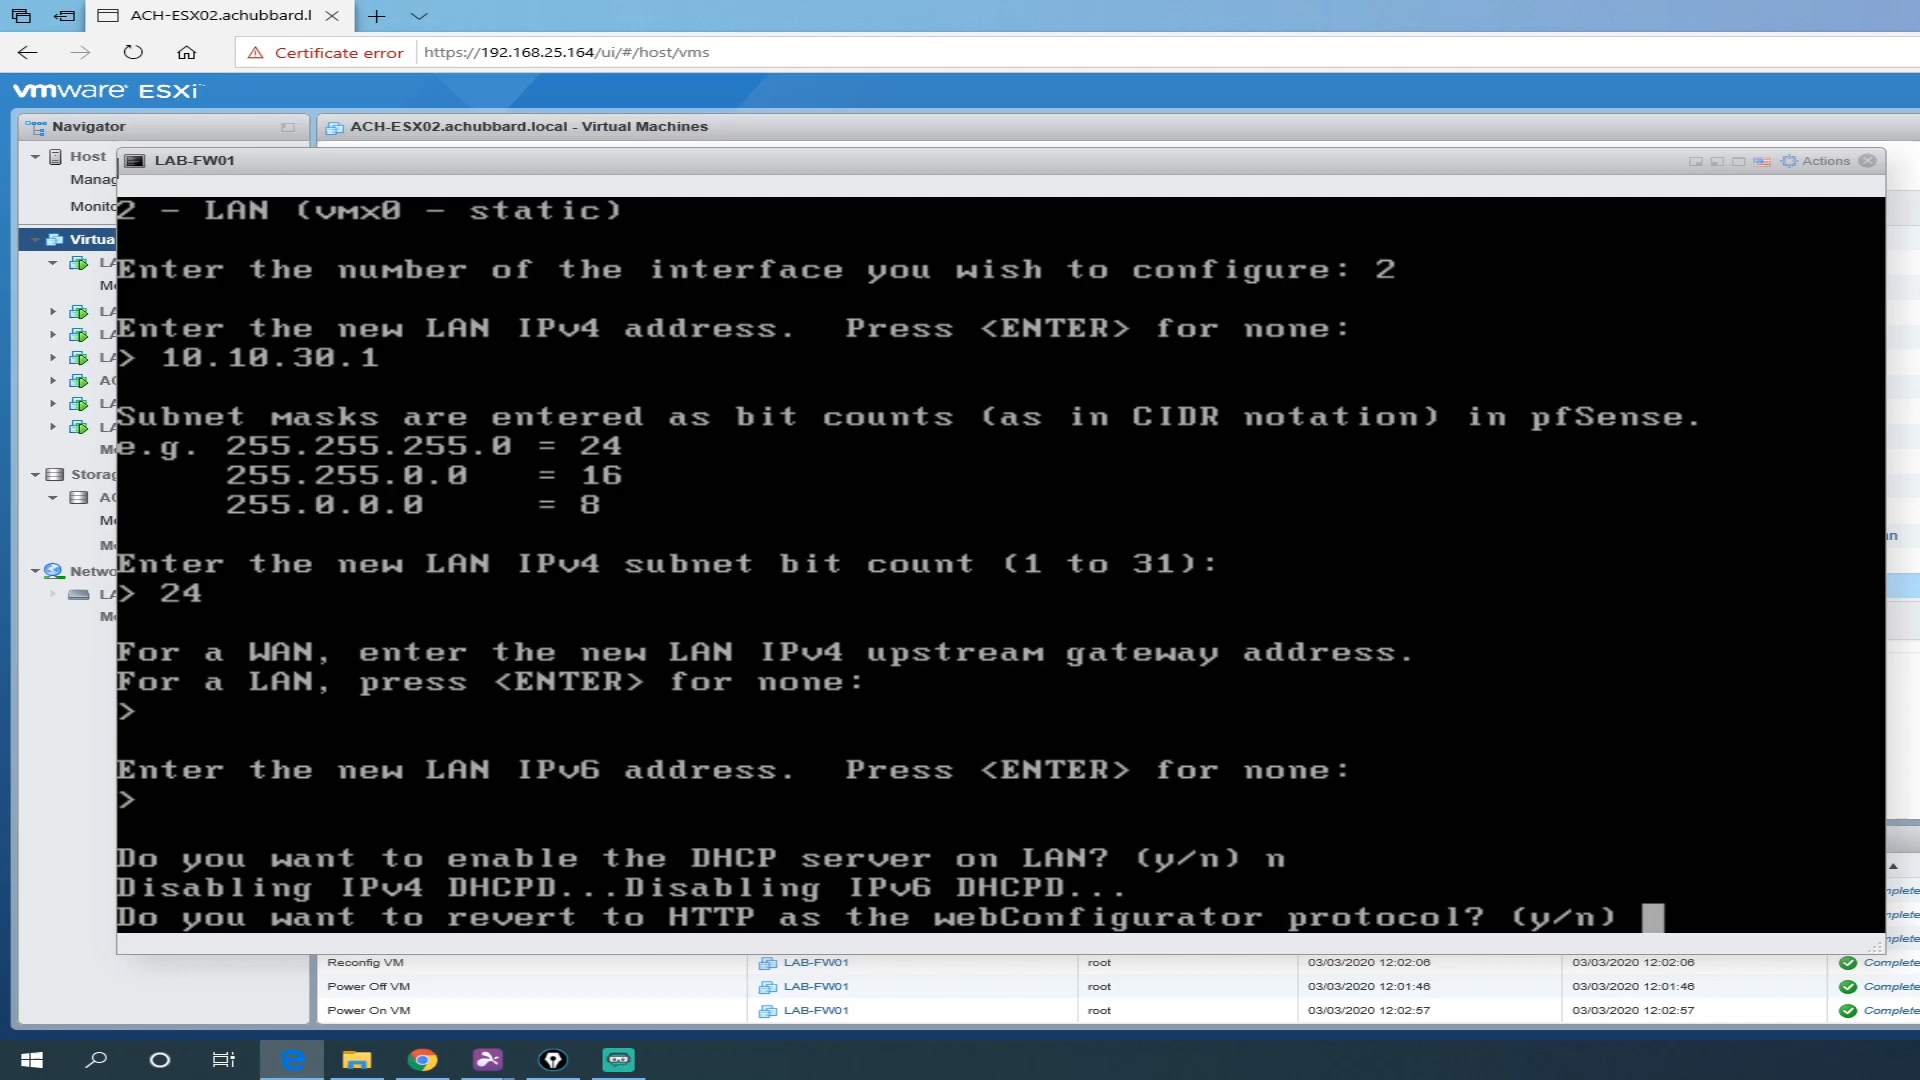 ACH-ESX02.achubbard.l
Certificate error
https://192.168.25.164/ui/#/host/vms
vmware ESXi
Navigator
ACH-ESX02.achubbard.local - Virtual Machines
Host
Manag
Monito
Virtua
LAB-FW01
Actions
2 - LAN (vmx0 - static)
Enter the number of the interface you wish to configure: 2
Enter the new LAN IPv4 address.  Press <ENTER> for none:
> 10.10.30.1
Subnet masks are entered as bit counts (as in CIDR notation) in pfSense.
e.g. 255.255.255.0 = 24
255.255.0.0 = 16
255.0.0.0 = 8
Enter the new LAN IPv4 subnet bit count (1 to 31):
> 24
For a WAN, enter the new LAN IPv4 upstream gateway address.
For a LAN, press <ENTER> for none:
>
Enter the new LAN IPv6 address.  Press <ENTER> for none:
>
Do you want to enable the DHCP server on LAN? (y/n) n
Disabling IPv4 DHCPD...Disabling IPv6 DHCPD...
Do you want to revert to HTTP as the webConfigurator protocol? (y/n)
Storag
Netwo
Reconfig VM LAB-FW01 root 03/03/2020 12:02:06 03/03/2020 12:02:06 Complete
Power Off VM LAB-FW01 root 03/03/2020 12:01:46 03/03/2020 12:01:46 Complete
Power On VM LAB-FW01 root 03/03/2020 12:02:57 03/03/2020 12:02:57 Complete